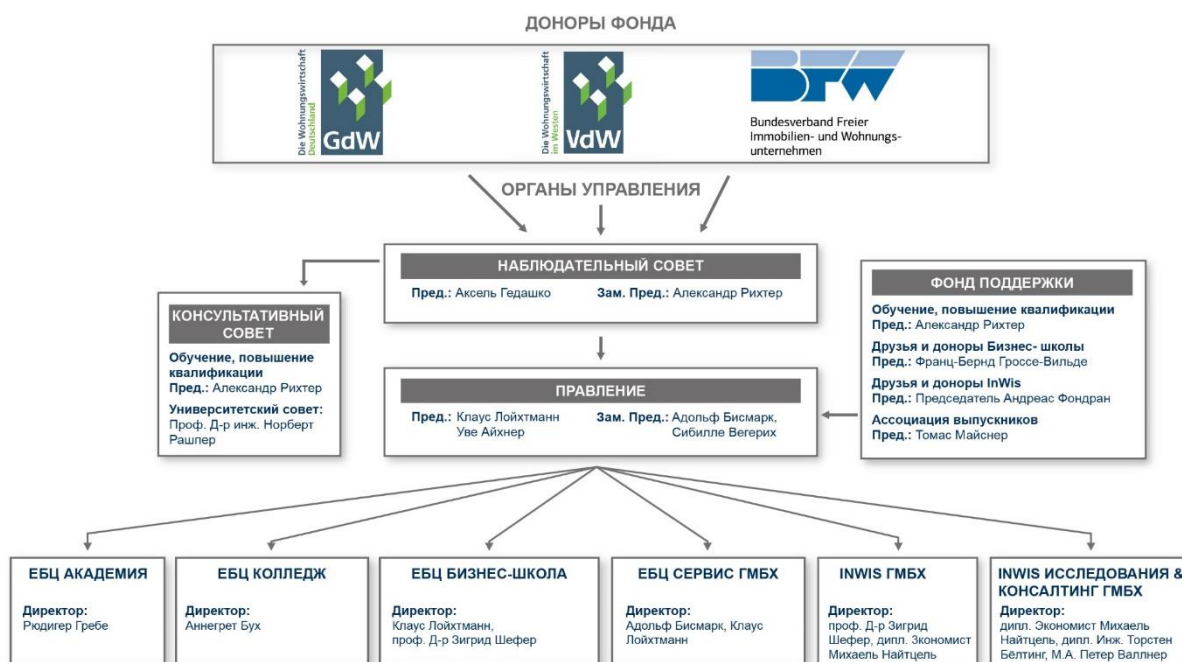 ДОНОРЫ ФОНДА
Die Wohnungswirtschaft
Deutschland
GdW
Die Wohnungswirtschaft
im Westen
VdW
BFW
Bundesverband Freier
Immobilien- und Wohnungs-
unternehmen
ОРГАНЫ УПРАВЛЕНИЯ
НАБЛЮДАТЕЛЬНЫЙ СОВЕТ
Пред.: Аксель Гедашко
Зам. Пред.: Александр Рихтер
КОНСУЛЬТАТИВНЫЙ
СОВЕТ
Обучение, повышение
квалификации
Пред.: Александр Рихтер
Университетский совет:
Проф. Д-р инж. Норберт
Рашпер
ПРАВЛЕНИЕ
Пред.: Клаус Лойхтманн
Уве Айхнер
Зам. Пред.: Адольф Бисмарк,
Сибилле Вегерих
ФОНД ПОДДЕРЖКИ
Обучение, повышение квалификации
Пред.: Александр Рихтер
Друзья и доноры Бизнес- школы
Пред.: Франц-Бернд Гроссе-Вильде
Друзья и доноры InWis
Пред.: Председатель Андреас Фондран
Ассоциация выпускников
Пред.: Томас Майснер
ЕБЦ АКАДЕМИЯ
Директор:
Рюдигер Гребе
ЕБЦ КОЛЛЕДЖ
Директор:
Аннегрет Бух
ЕБЦ БИЗНЕС-ШКОЛА
Директор:
Клаус Лойхтманн,
проф. Д-р Зигрид Шефер
ЕБЦ СЕРВИС ГМБХ
Директор:
Адольф Бисмарк, Клаус
Лойхтманн
INWIS ГМБХ
Директор:
проф. Д-р Зигрид
Шефер, дипл. Зкономист
Михаель Найтцель
INWIS ИССЛЕДОВАНИЯ &
КОНСАЛТИНГ ГМБХ
Директор:
дипл. Экономист Михаель
Найтцель, дипл. Инж. Торстен
Бёлтинг, М.А. Петер Валлнер